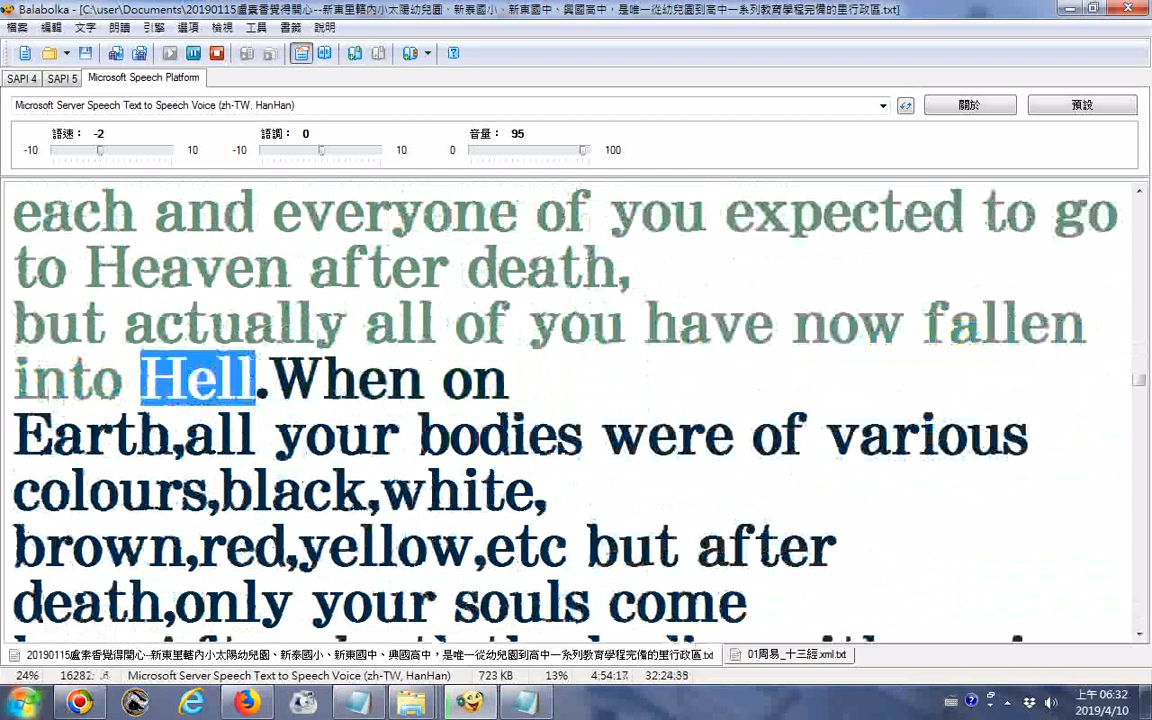 Balabolka - [C:\user\Documents\20190115盧素香覺得開心--新東里轄內小太陽幼兒園、新泰國小、新東國中、興國高中，是唯一從幼兒園到高中一系列教育學程完備的里行政區.txt]
檔案 編輯 文字 朗讀 引擎 選項 檢視 工具 書籤 說明
SAPI 4 SAPI 5 Microsoft Speech Platform
Microsoft Server Speech Text to Speech Voice (zh-TW, HanHan) 關於 預設
語速： -2 語調： 0 音量： 95
-10 10 -10 10 0 100
each and everyone of you expected to go
to Heaven after death,
but actually all of you have now fallen
into Hell.When on
Earth,all your bodies were of various
colours,black,white,
brown,red,yellow,etc but after
death,only your souls come
20190115盧素香覺得開心--新東里轄內小太陽幼兒園、新泰國小、新東國中、興國高中，是唯一從幼兒園到高中一系列教育學程完備的里行政區.txt 01周易_十三經.xml.txt
24% Microsoft Server Speech Text to Speech Voice (zh-TW, HanHan) 723 KB 13% 4:54:17 32:24:38
上午 06:32
2019/4/10